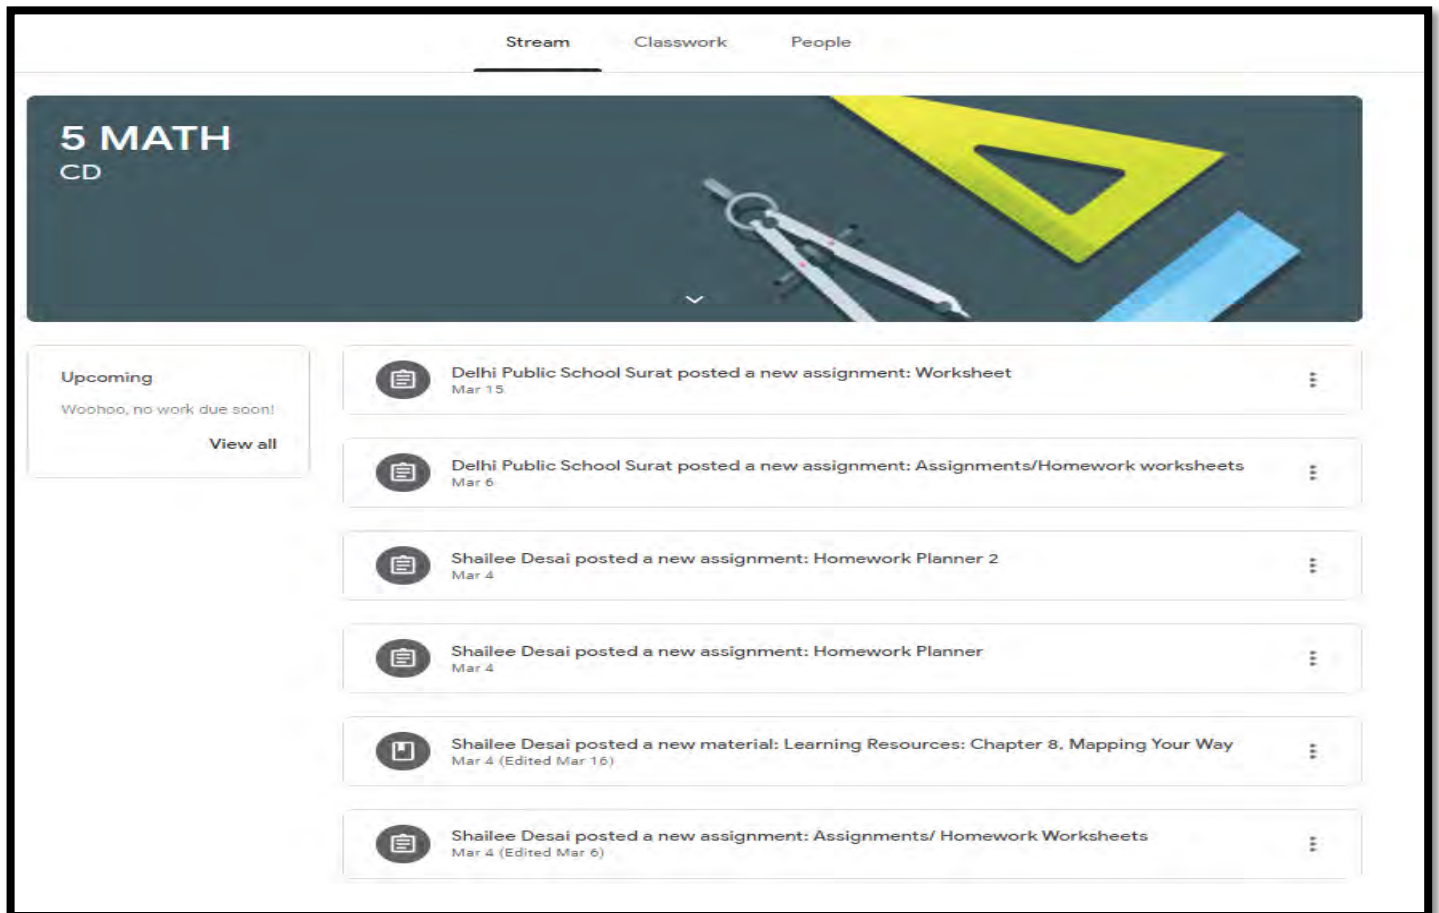 Stream Classwork People
5 MATH
CD
Upcoming
Woohoo, no work due soon!
View all
Delhi Public School Surat posted a new assignment: Worksheet
Mar 15
Delhi Public School Surat posted a new assignment: Assignments/Homework worksheets
Mar 6
Shailee Desai posted a new assignment: Homework Planner 2
Mar 4
Shailee Desai posted a new assignment: Homework Planner
Mar 4
Shailee Desai posted a new material: Learning Resources: Chapter 8, Mapping Your Way
Mar 4 (Edited Mar 16)
Shailee Desai posted a new assignment: Assignments/ Homework Worksheets
Mar 4 (Edited Mar 6)